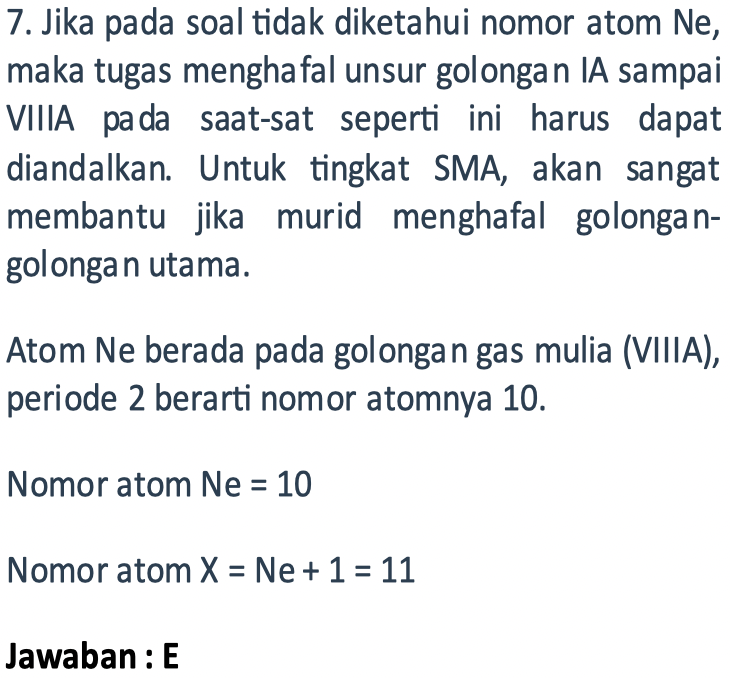 7. Jika pada soal tidak diketahui nomor atom Ne,
maka tugas menghafal unsur golongan IA sampai
VIIIA pada saat-sat seperti ini harus dapat
diandalkan. Untuk tingkat SMA, akan sangat
membantu jika murid menghafal golongan-
golongan utama.
Atom Ne berada pada golongan gas mulia (VIIIA),
periode 2 berarti nomor atomnya 10.
Nomor atom Ne = 10
Nomor atom X = Ne + 1 = 11
Jawaban : E